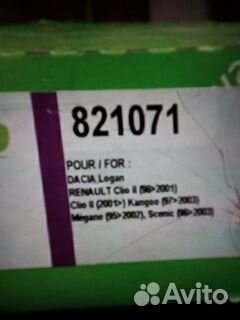 821071
POUR / FOR :
DACIA Logan
RENAULT Clio II (98>2001)
Clio II (2001>) Kangoo (97>2003)
Mégane (95>2002), Scenic (96>2003)
Avito